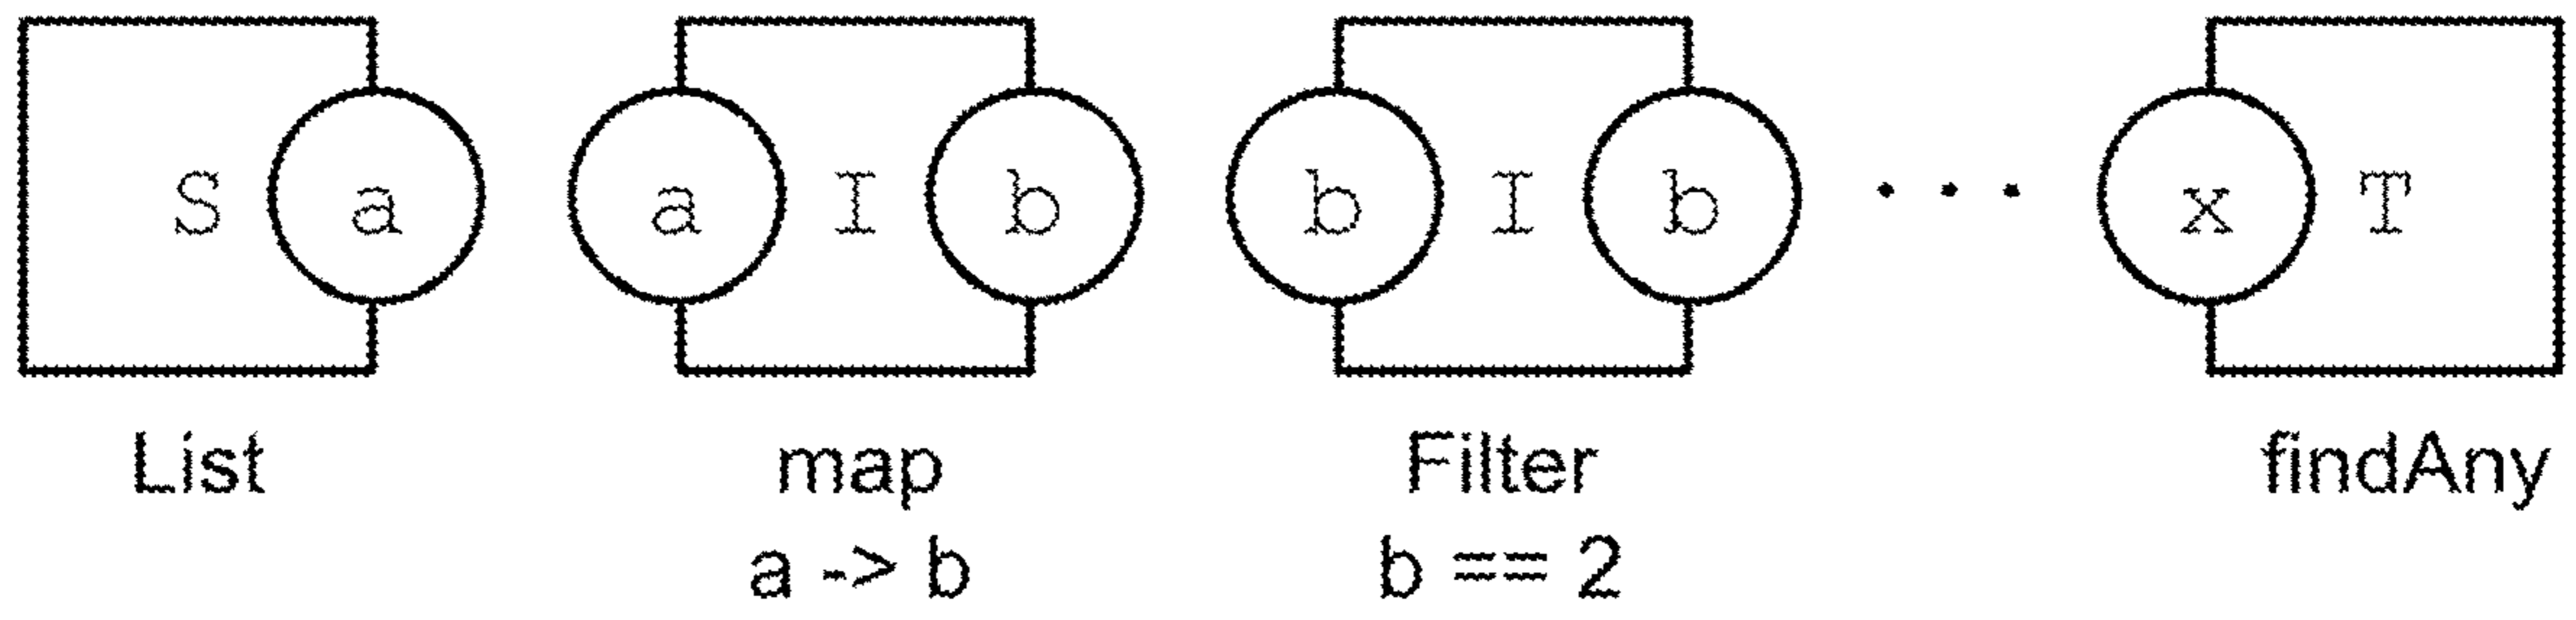 S a a I b b I b . . . x T
List map Filter findAny
a -> b b == 2